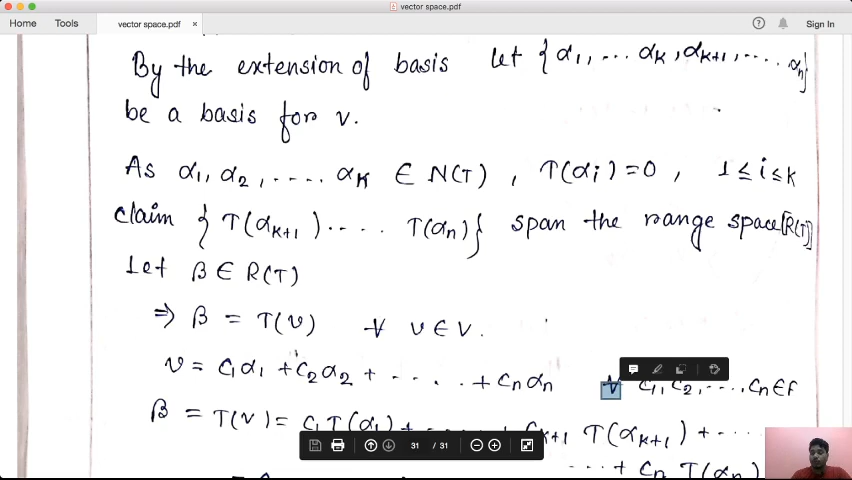 vector space.pdf
Home Tools vector space.pdf × Sign In
By the extension of basis let {α₁, ... αₖ, αₖ₊₁, .... αₙ}
be a basis for V.
As α₁, α₂, ..... αₖ ∈ N(T), T(αᵢ)=0, 1≤i≤k
claim {T(αₖ₊₁) ..... T(αₙ)} span the range space[R(T)]
Let β ∈ R(T)
⇒ β = T(v) ∀ v ∈ V.
v = c₁α₁ + c₂α₂ + ..... + cₙαₙ ∀ c₁, c₂, ..... cₙ ∈ F
β = T(v) = c₁T(α₁) + ..... + cₖ₊₁ T(αₖ₊₁) + ....
..... + cₙ T(αₙ)
31 / 31